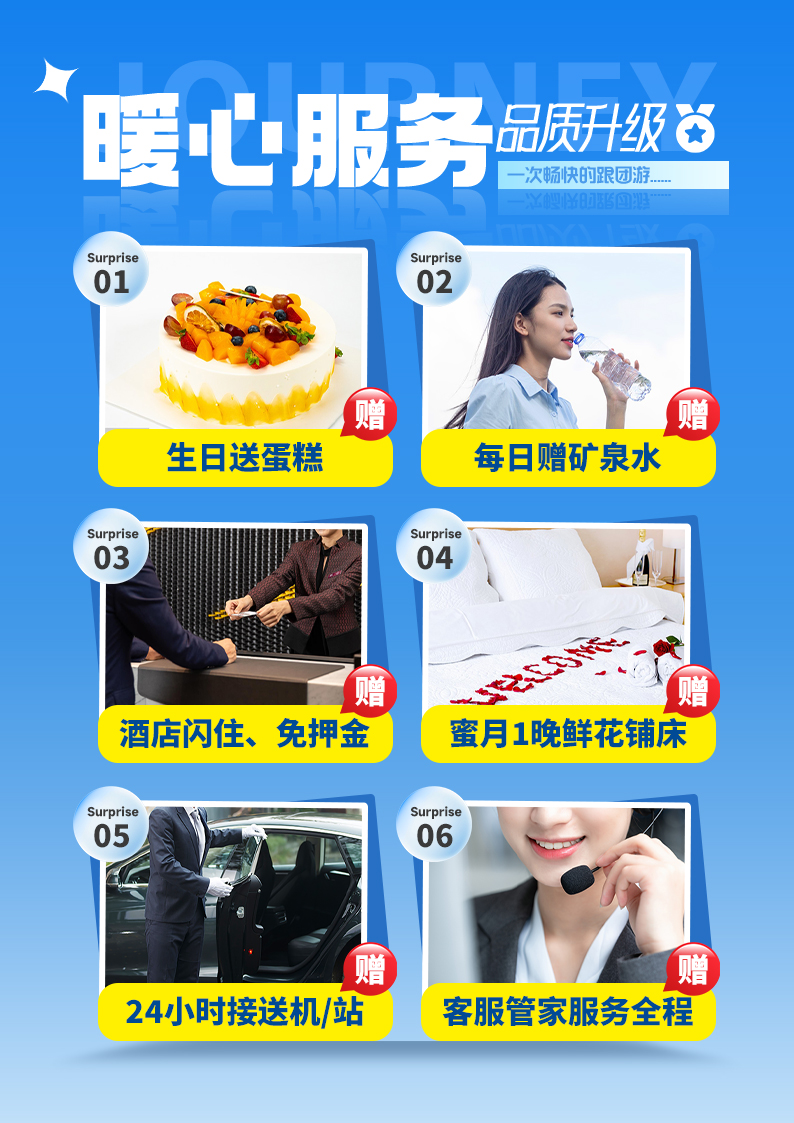 JOURNEY
暖心服务
品质升级
一次畅快的跟团游......
Surprise
01
赠
生日送蛋糕
Surprise
02
赠
每日赠矿泉水
Surprise
03
赠
酒店闪住、免押金
Surprise
04
WELCOME
赠
蜜月1晚鲜花铺床
Surprise
05
赠
24小时接送机/站
Surprise
06
赠
客服管家服务全程